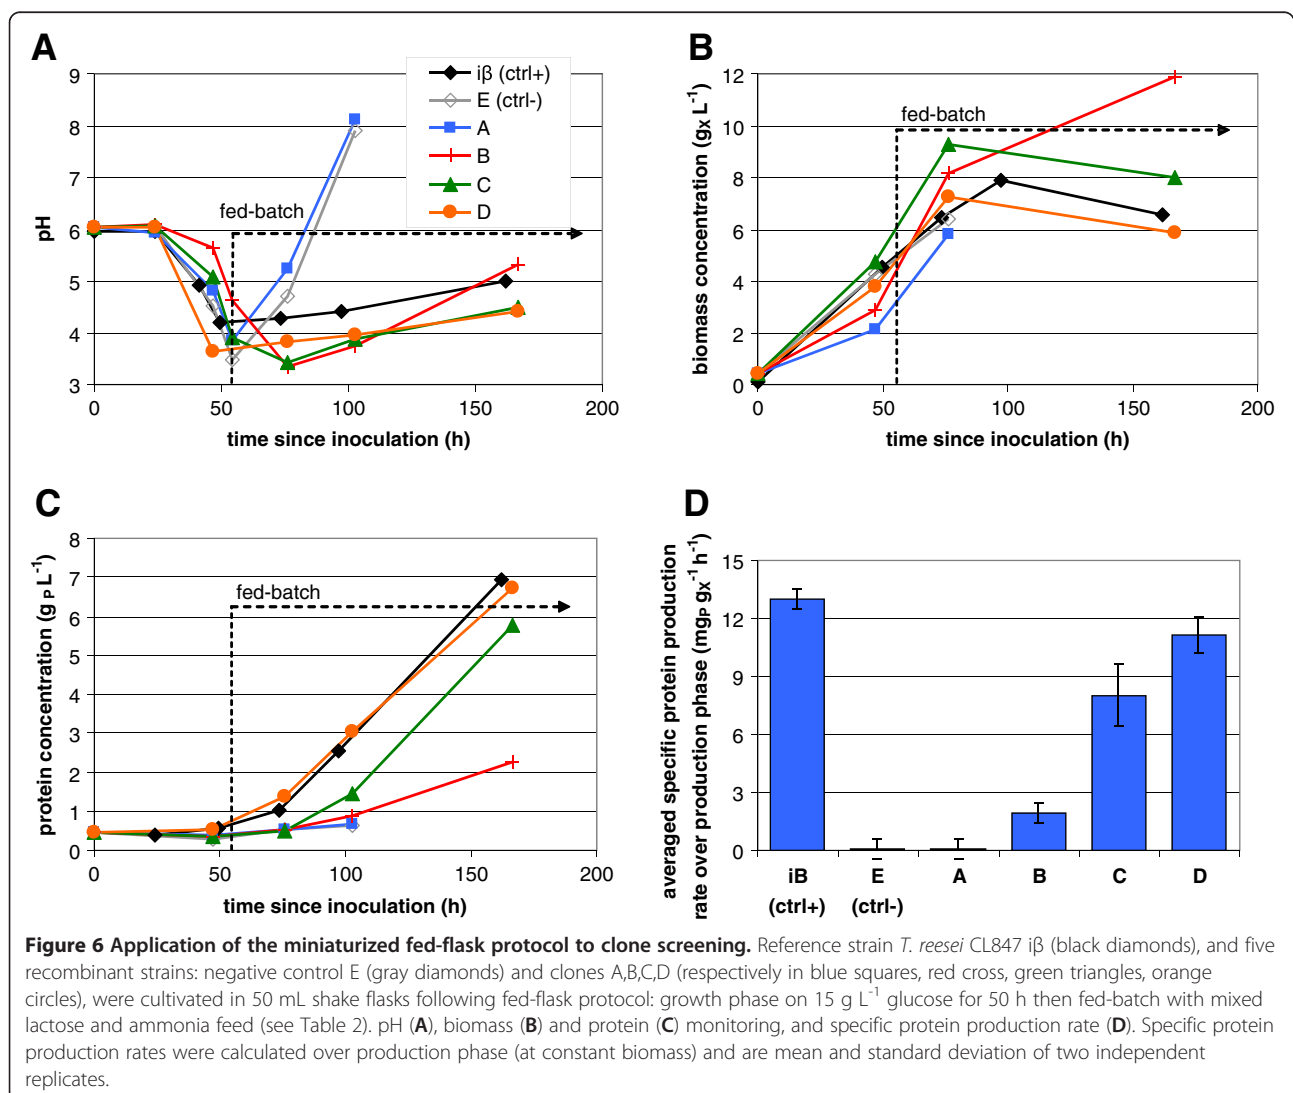 A
9
8
7
6
5
4
3
pH
0
50
100
150
200
time since inoculation (h)
fed-batch
iβ (ctrl+)
E (ctrl-)
A
B
C
D
B
12
10
8
6
4
2
0
biomass concentration (gX L-1)
0
50
100
150
200
time since inoculation (h)
fed-batch
C
8
7
6
5
4
3
2
1
0
protein concentration (g P L-1)
0
50
100
150
200
time since inoculation (h)
fed-batch
D
15
12
9
6
3
0
averaged specific protein production
rate over production phase (mgP gX-1 h-1)
iB
(ctrl+)
E
(ctrl-)
A
B
C
D
Figure 6 Application of the miniaturized fed-flask protocol to clone screening. Reference strain T. reesei CL847 iβ (black diamonds), and five
recombinant strains: negative control E (gray diamonds) and clones A,B,C,D (respectively in blue squares, red cross, green triangles, orange
circles), were cultivated in 50 mL shake flasks following fed-flask protocol: growth phase on 15 g L-1 glucose for 50 h then fed-batch with mixed
lactose and ammonia feed (see Table 2). pH (A), biomass (B) and protein (C) monitoring, and specific protein production rate (D). Specific protein
production rates were calculated over production phase (at constant biomass) and are mean and standard deviation of two independent
replicates.